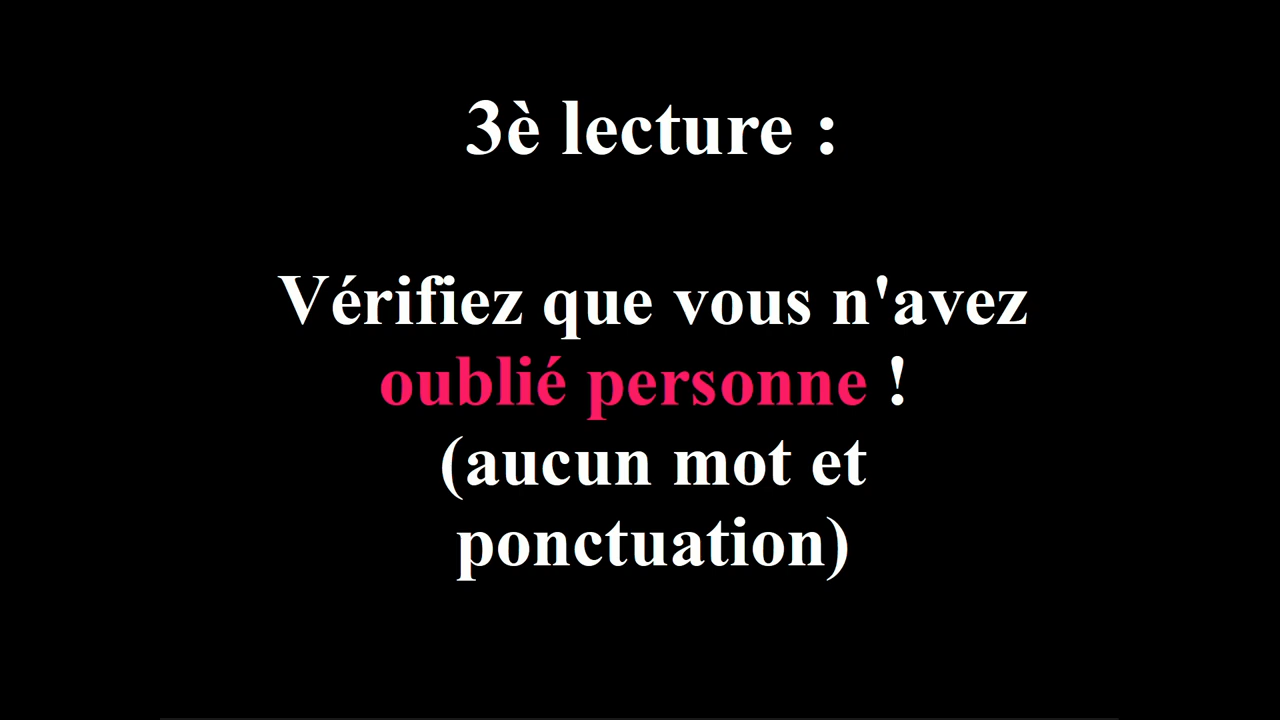 3è lecture :
Vérifiez que vous n'avez
oublié personne !
(aucun mot et
ponctuation)